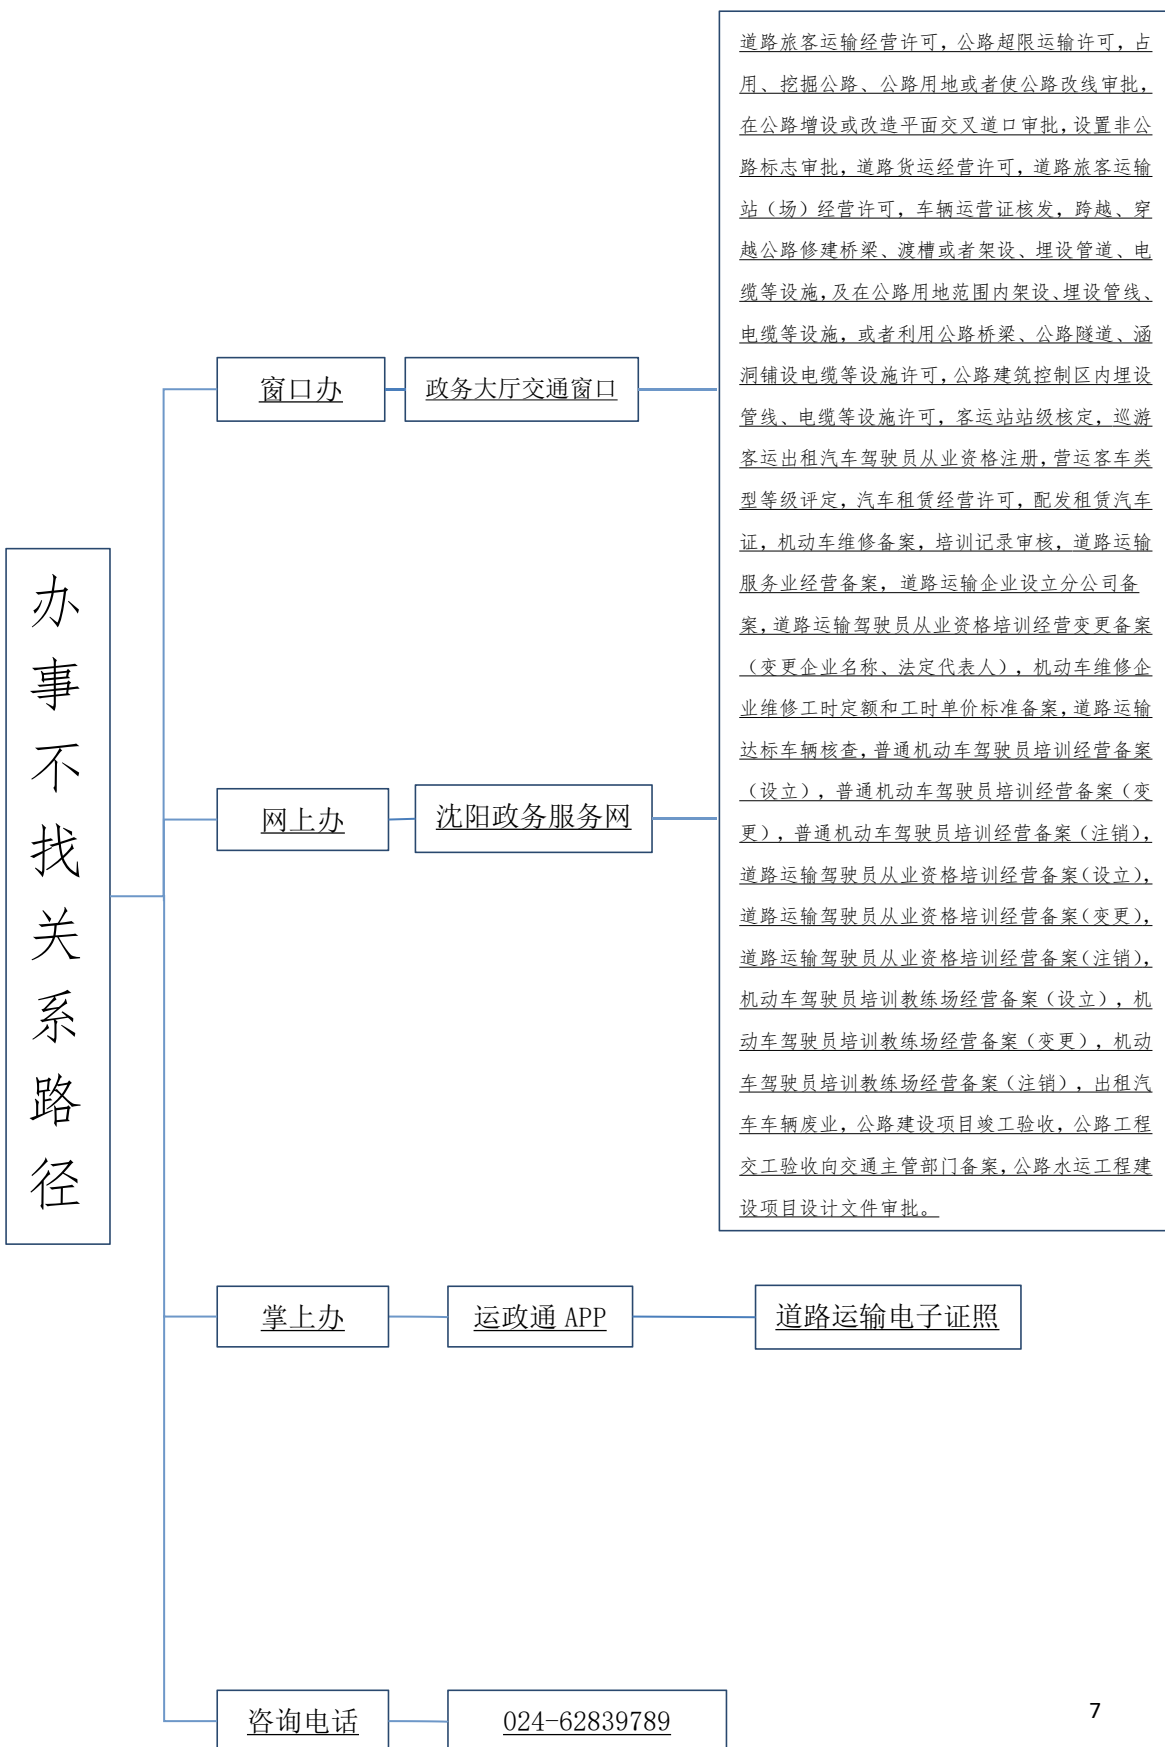 办事不找关系路径
窗口办
政务大厅交通窗口
道路旅客运输经营许可，公路超限运输许可，占
用、挖掘公路、公路用地或者使公路改线审批，
在公路增设或改造平面交叉道口审批，设置非公
路标志审批，道路货运经营许可，道路旅客运输
站（场）经营许可，车辆运营证核发，跨越、穿
越公路修建桥梁、渡槽或者架设、埋设管道、电
缆等设施，及在公路用地范围内架设、埋设管线、
电缆等设施，或者利用公路桥梁、公路隧道、涵
洞铺设电缆等设施许可，公路建筑控制区内埋设
管线、电缆等设施许可，客运站站级核定，巡游
客运出租汽车驾驶员从业资格注册，营运客车类
型等级评定，汽车租赁经营许可，配发租赁汽车
证，机动车维修备案，培训记录审核，道路运输
服务业经营备案，道路运输企业设立分公司备
案，道路运输驾驶员从业资格培训经营变更备案
（变更企业名称、法定代表人），机动车维修企
业维修工时定额和工时单价标准备案，道路运输
达标车辆核查，普通机动车驾驶员培训经营备案
（设立），普通机动车驾驶员培训经营备案（变
更），普通机动车驾驶员培训经营备案（注销），
道路运输驾驶员从业资格培训经营备案（设立），
道路运输驾驶员从业资格培训经营备案（变更），
道路运输驾驶员从业资格培训经营备案（注销），
机动车驾驶员培训教练场经营备案（设立），机
动车驾驶员培训教练场经营备案（变更），机动
车驾驶员培训教练场经营备案（注销），出租汽
车车辆废业，公路建设项目竣工验收，公路工程
交工验收向交通主管部门备案，公路水运工程建
设项目设计文件审批。
网上办
沈阳政务服务网
掌上办
运政通 APP
道路运输电子证照
咨询电话
024-62839789
7